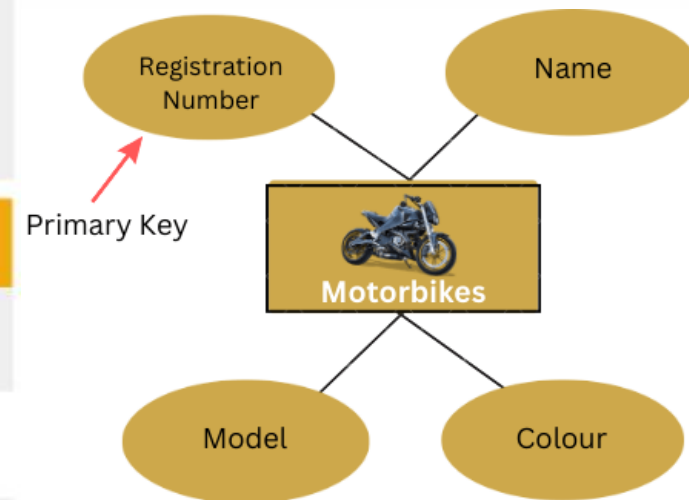 Registration
Number
Name
Primary Key
Motorbikes
Model
Colour